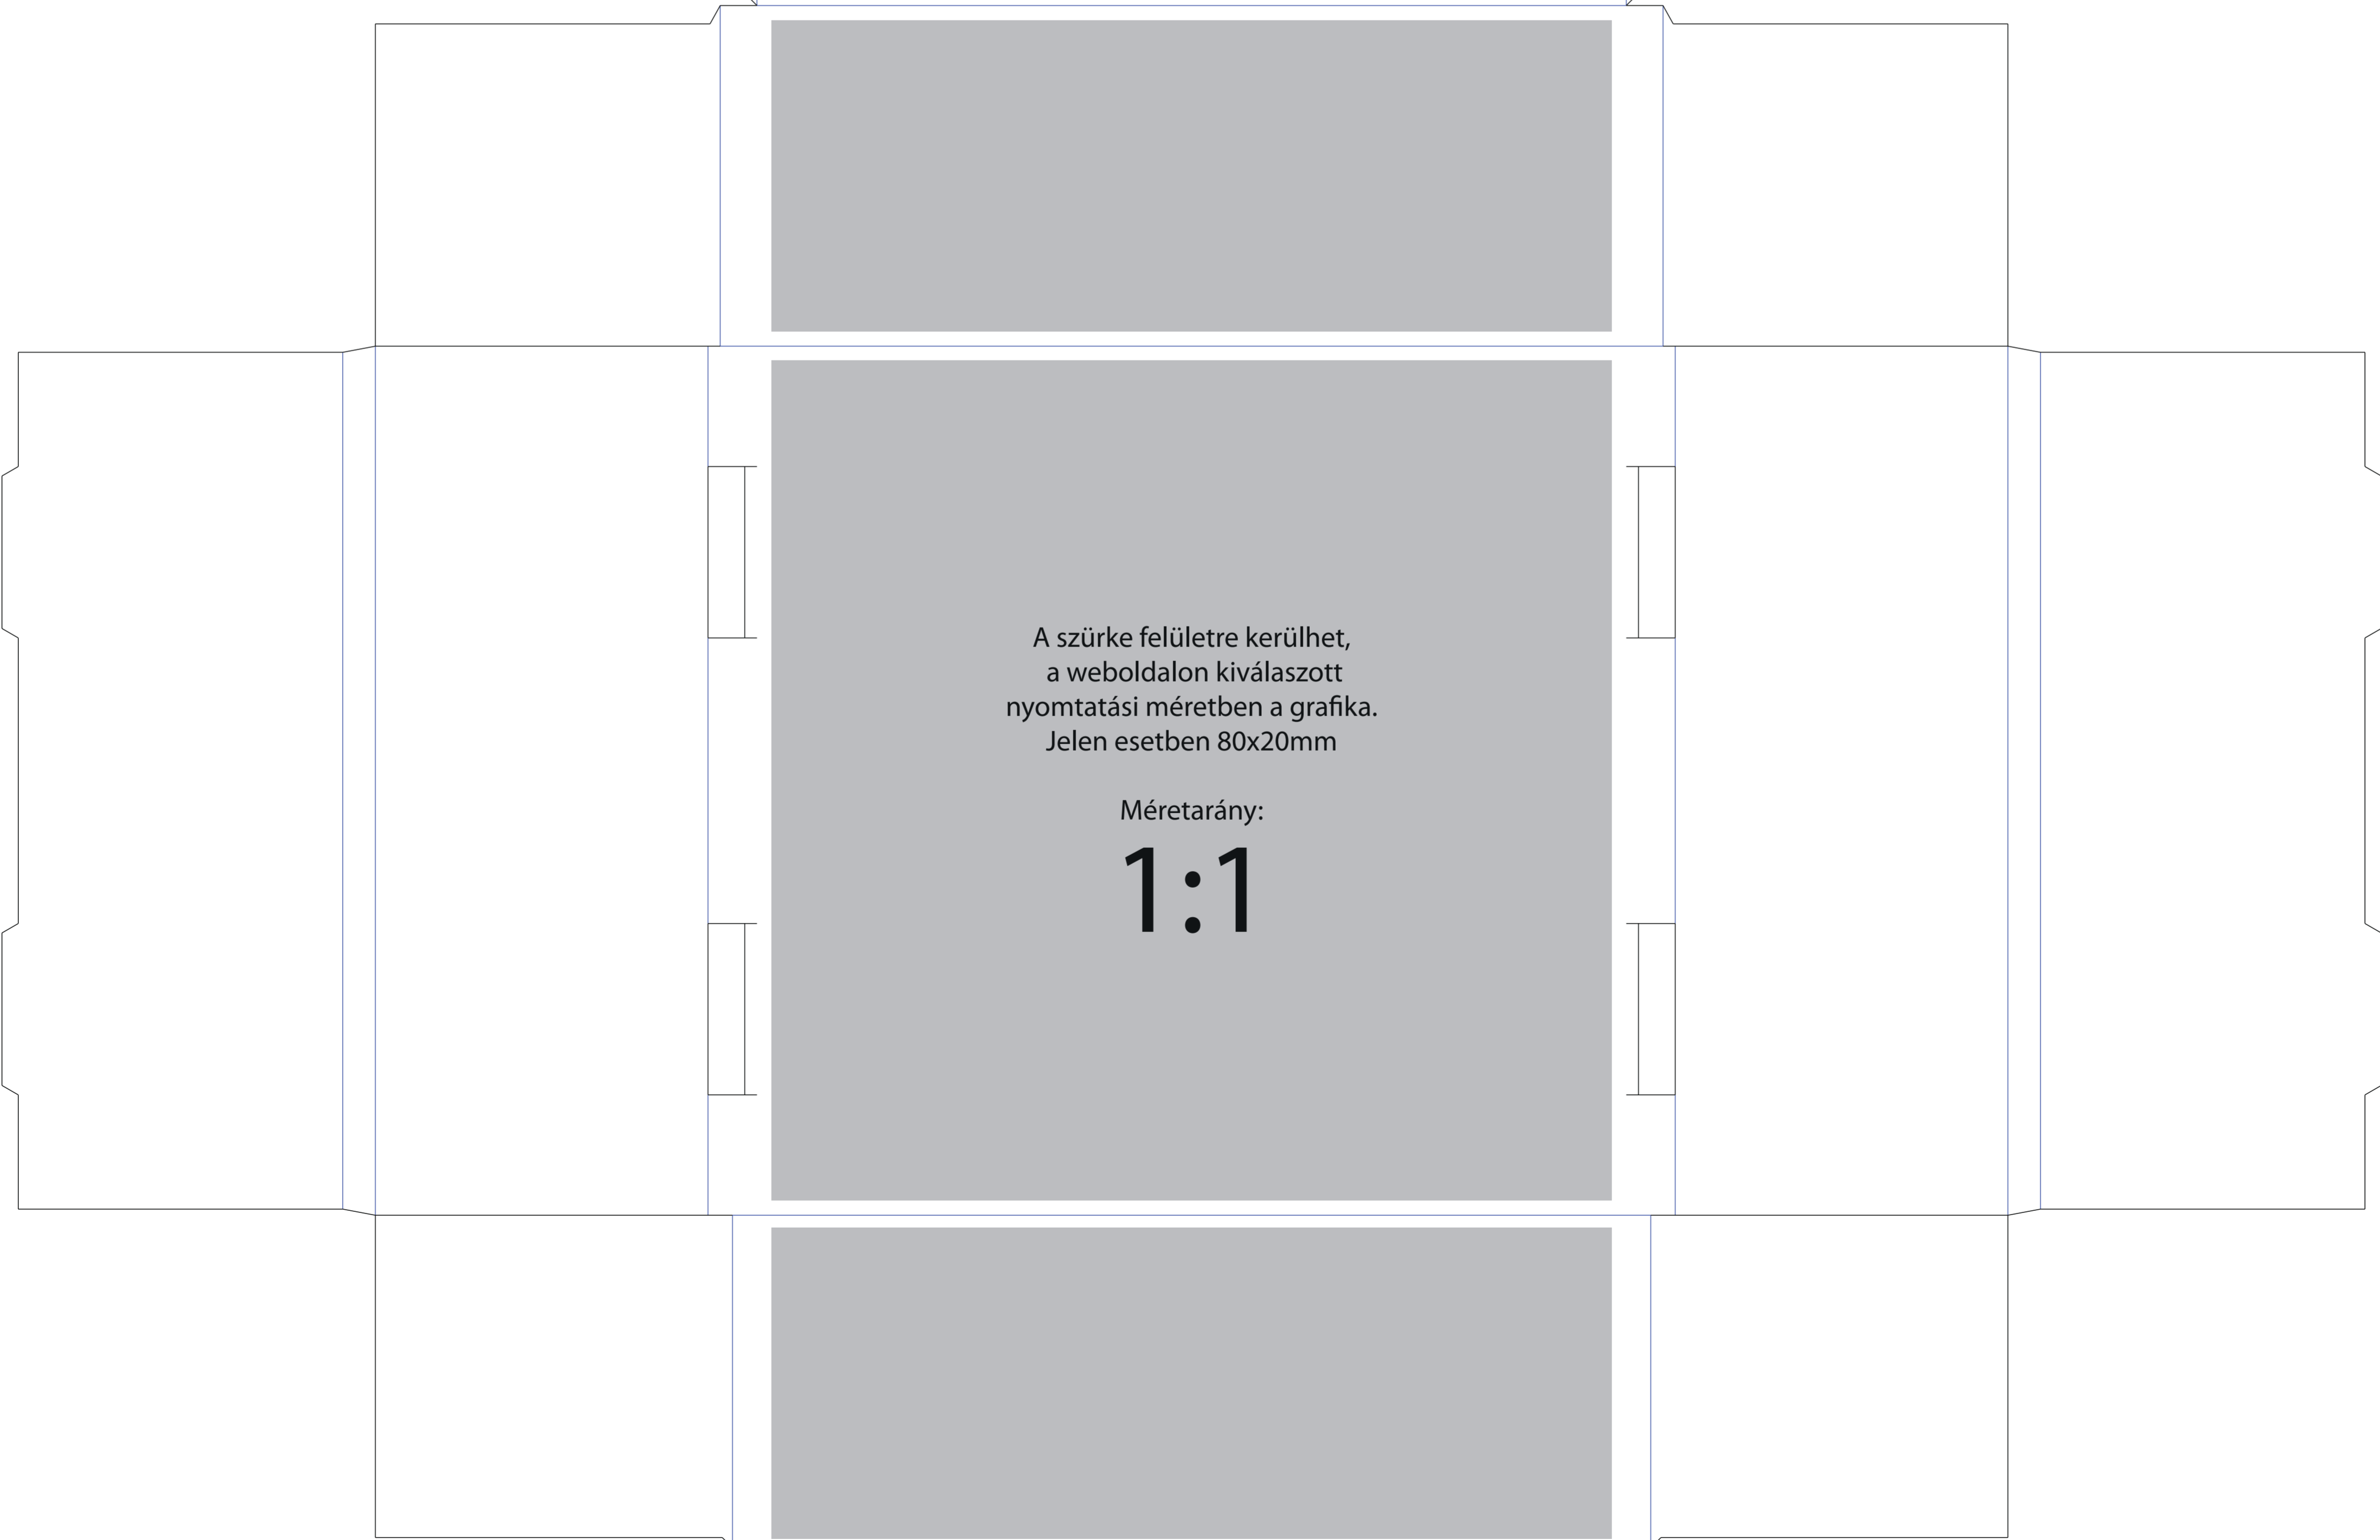 A szürke felületre kerülhet,
a weboldalon kiválaszott
nyomtatási méretben a grafika.
Jelen esetben 80x20mm
Méretarány:
1:1